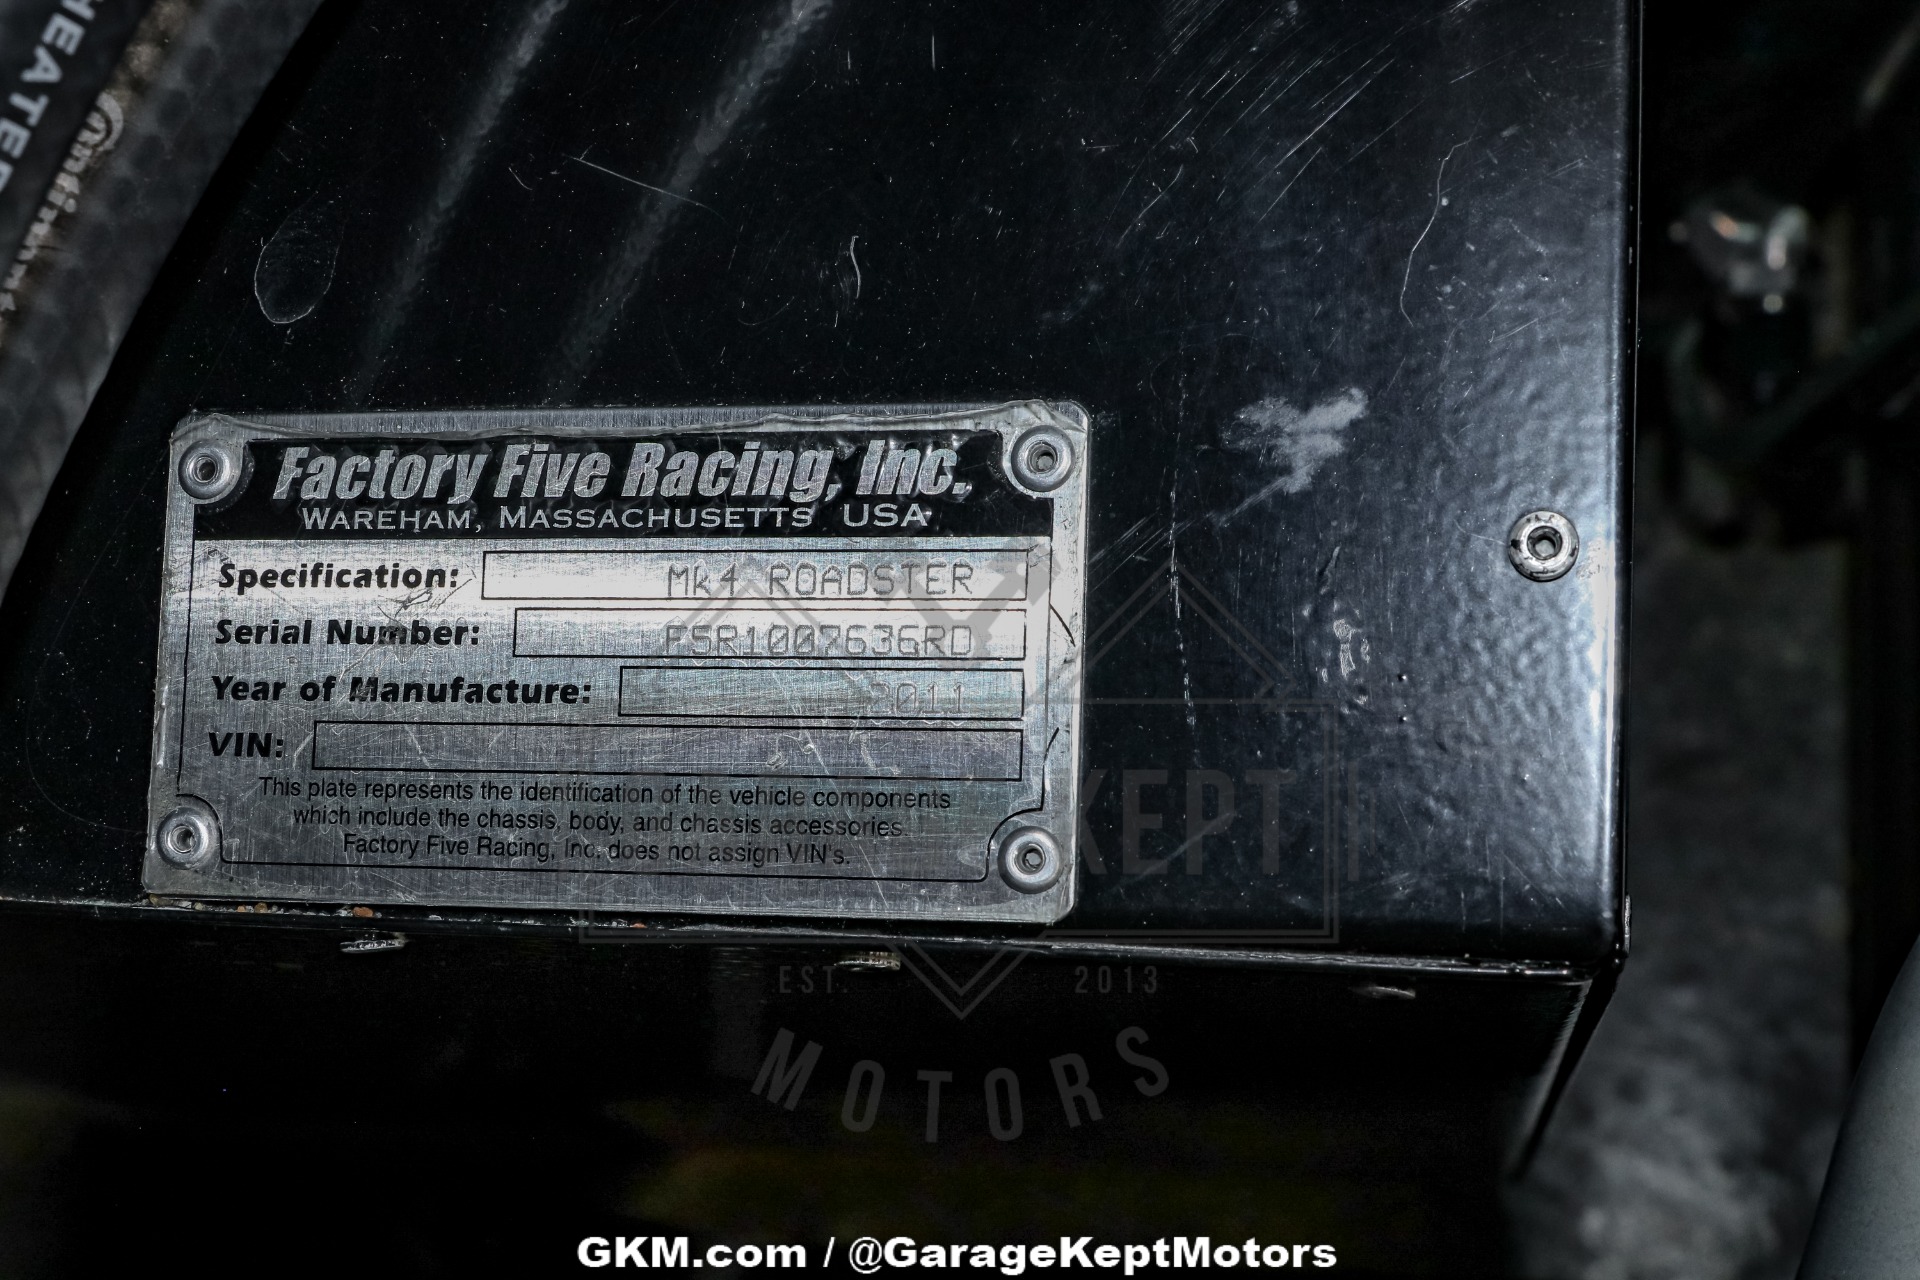 HEATER
Factory Five Racing, Inc.
WAREHAM, MASSACHUSETTS USA
Specification: Mk4 ROADSTER
Serial Number: F5R1007636RD
Year of Manufacture: 2011
VIN:
This plate represents the identification of the vehicle components
which include the chassis, body, and chassis accessories.
Factory Five Racing, Inc. does not assign VIN's.
KEPT
EST. 2013
MOTORS
GKM.com / @GarageKeptMotors